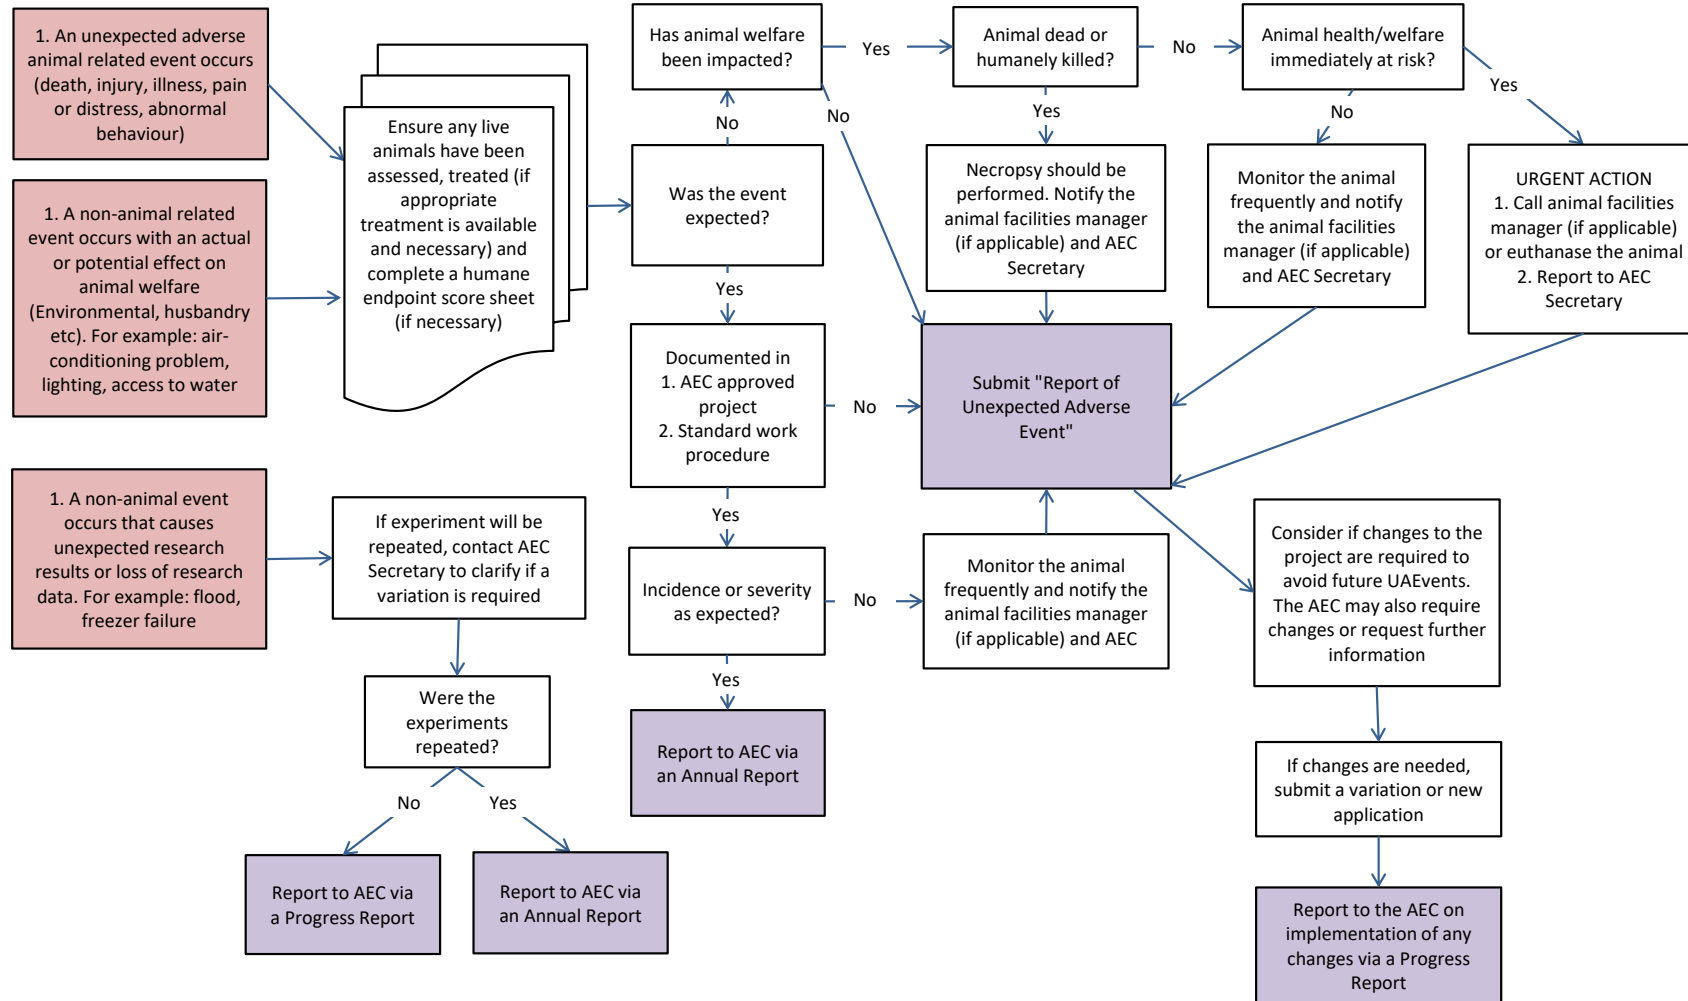 1. An unexpected adverse
animal related event occurs
(death, injury, illness, pain
or distress, abnormal
behaviour)
1. A non-animal related
event occurs with an actual
or potential effect on
animal welfare
(Environmental, husbandry
etc). For example: air-
conditioning problem,
lighting, access to water
Ensure any live
animals have been
assessed, treated (if
appropriate
treatment is available
and necessary) and
complete a humane
endpoint score sheet
(if necessary)
Has animal welfare
been impacted?
Yes
No
No
Was the event
expected?
Yes
Animal dead or
humanely killed?
No
Yes
Animal health/welfare
immediately at risk?
Yes
No
Necropsy should be
performed. Notify the
animal facilities manager
(if applicable) and AEC
Secretary
Monitor the animal
frequently and notify
the animal facilities
manager (if applicable)
and AEC Secretary
URGENT ACTION
1. Call animal facilities
manager (if applicable)
or euthanase the animal
2. Report to AEC
Secretary
Documented in
1. AEC approved
project
2. Standard work
procedure
No
Yes
Submit "Report of
Unexpected Adverse
Event"
Incidence or severity
as expected?
No
Yes
Monitor the animal
frequently and notify the
animal facilities manager
(if applicable) and AEC
Report to AEC via
an Annual Report
Consider if changes to the
project are required to
avoid future UAEvents.
The AEC may also require
changes or request further
information
If changes are needed,
submit a variation or new
application
Report to the AEC on
implementation of any
changes via a Progress
Report
1. A non-animal event
occurs that causes
unexpected research
results or loss of research
data. For example: flood,
freezer failure
If experiment will be
repeated, contact AEC
Secretary to clarify if a
variation is required
Were the
experiments
repeated?
No
Yes
Report to AEC via
a Progress Report
Report to AEC via
an Annual Report